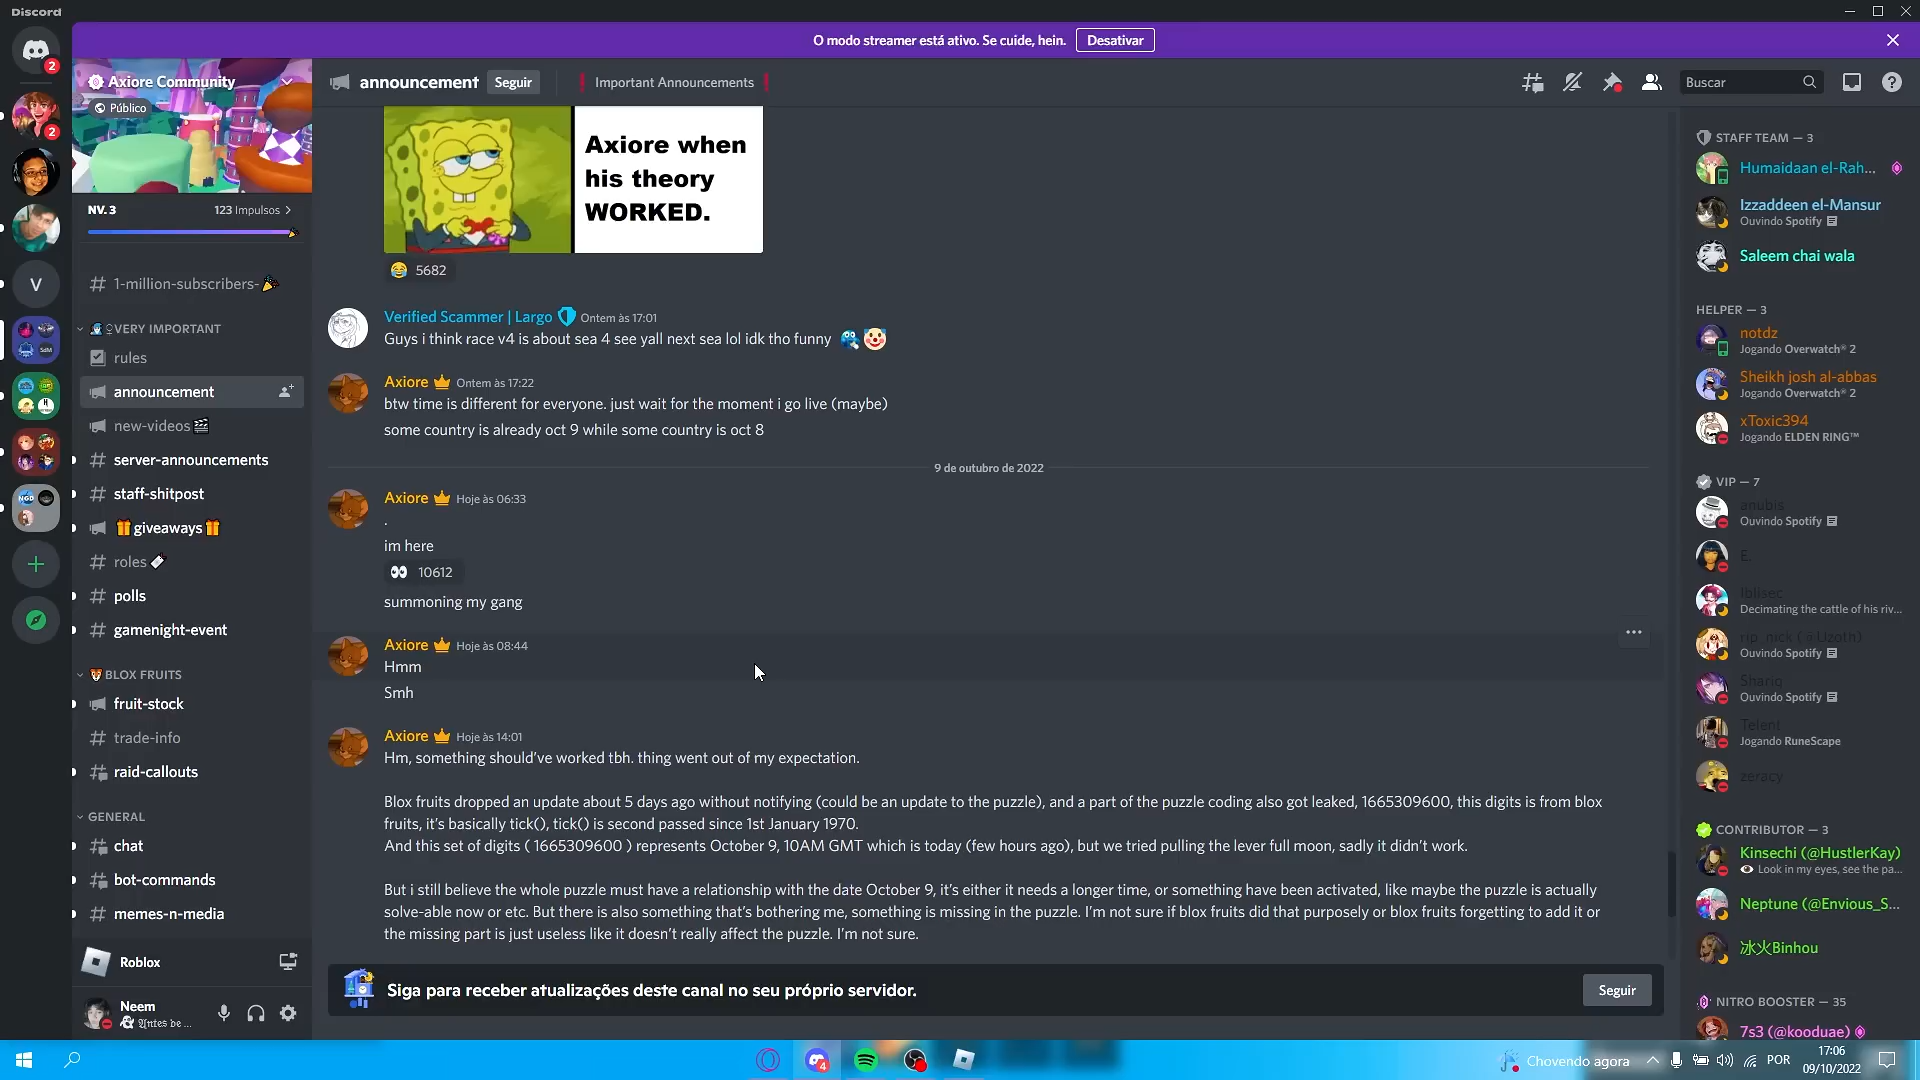 Discord
O modo streamer está ativo. Se cuide, hein.
Desativar
2
Axiore Community
Público
NV. 3
123 Impulsos
2
V
1-million-subscribers-
VERY IMPORTANT
rules
announcement
new-videos
server-announcements
staff-shitpost
giveaways
roles
polls
gamenight-event
BLOX FRUITS
fruit-stock
trade-info
raid-callouts
GENERAL
chat
bot-commands
memes-n-media
Roblox
Neem
𝔘𝔫𝔱𝔢𝔰 𝔟𝔢 ...
announcement
Seguir
Important Announcements
Buscar
Axiore when
his theory
WORKED.
5682
Verified Scammer | Largo
Ontem às 17:01
Guys i think race v4 is about sea 4 see yall next sea lol idk tho funny
Axiore
Ontem às 17:22
btw time is different for everyone. just wait for the moment i go live (maybe)
some country is already oct 9 while some country is oct 8
9 de outubro de 2022
Axiore
Hoje às 06:33
.
im here
10612
summoning my gang
Axiore
Hoje às 08:44
Hmm
Smh
Axiore
Hoje às 14:01
Hm, something should've worked tbh. thing went out of my expectation.
Blox fruits dropped an update about 5 days ago without notifying (could be an update to the puzzle), and a part of the puzzle coding also got leaked, 1665309600, this digits is from blox
fruits, it's basically tick(), tick() is second passed since 1st January 1970.
And this set of digits ( 1665309600 ) represents October 9, 10AM GMT which is today (few hours ago), but we tried pulling the lever full moon, sadly it didn't work.
But i still believe the whole puzzle must have a relationship with the date October 9, it's either it needs a longer time, or something have been activated, like maybe the puzzle is actually
solve-able now or etc. But there is also something that's bothering me, something is missing in the puzzle. I'm not sure if blox fruits did that purposely or blox fruits forgetting to add it or
the missing part is just useless like it doesn't really affect the puzzle. I'm not sure.
Siga para receber atualizações deste canal no seu próprio servidor.
Seguir
STAFF TEAM — 3
Humaidaan el-Rah...
Izzaddeen el-Mansur
Ouvindo Spotify
Saleem chai wala
HELPER — 3
notdz
Jogando Overwatch® 2
Sheikh josh al-abbas
Jogando Overwatch® 2
xToxic394
Jogando ELDEN RING™
VIP — 7
anubis
Ouvindo Spotify
E.
Iblisec
Decimating the cattle of his riv...
Ouvindo Spotify
Shariq
Ouvindo Spotify
Telent
Jogando RuneScape
zeracy
CONTRIBUTOR — 3
Kinsechi (@HustlerKay)
Look in my eyes, see the pa...
Neptune (@Envious_S...
冰火Binhou
NITRO BOOSTER — 35
7s3 (@kooduae)
4
Chovendo agora
POR
17:06
09/10/2022